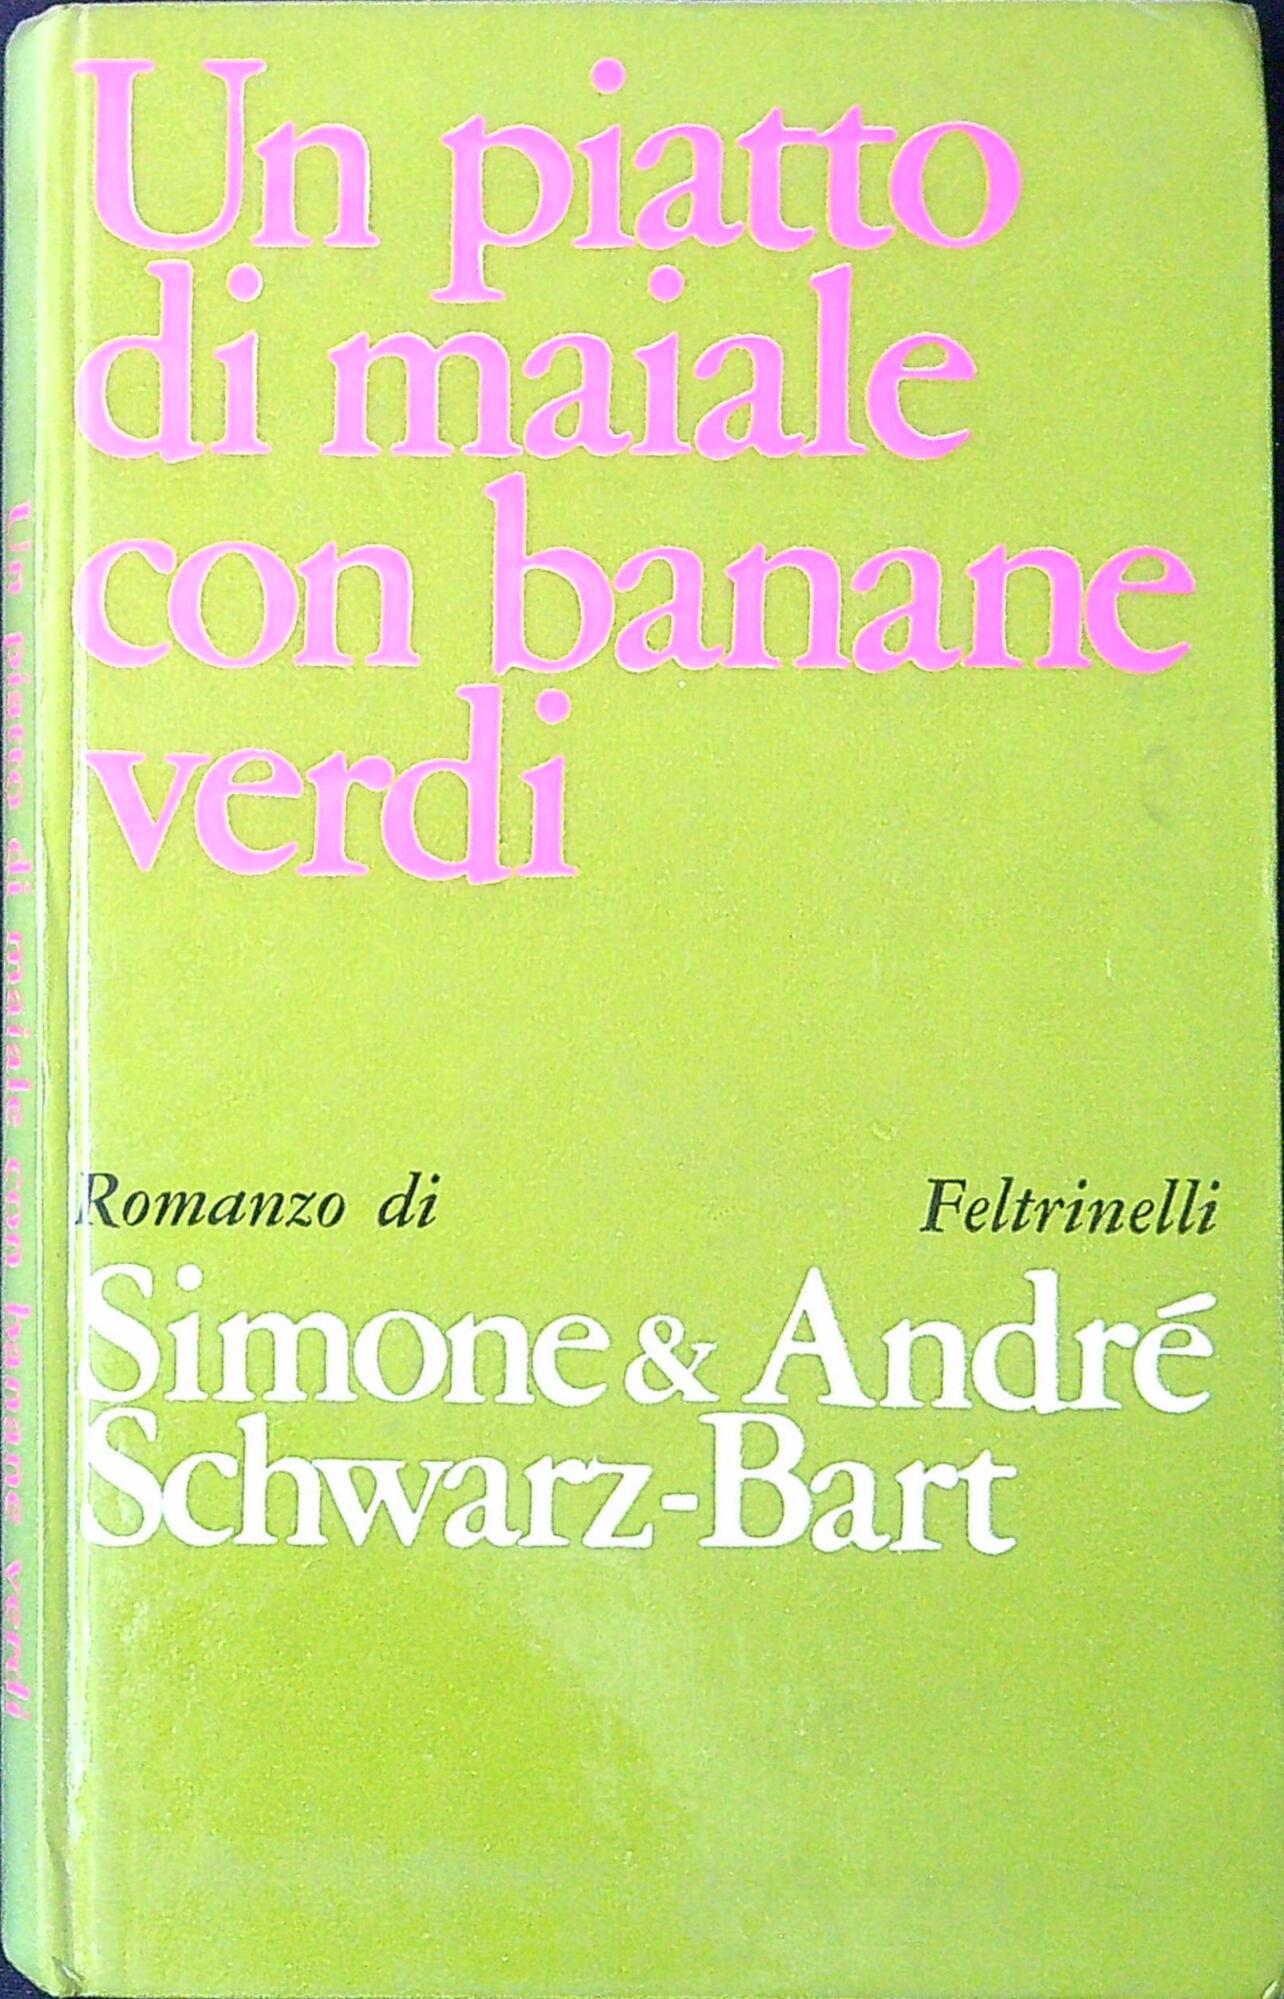 Un piatto
di maiale
con banane
verdi
Romanzo di
Feltrinelli
Simone & André
Schwarz-Bart
Un piatto di maiale con banane verdi